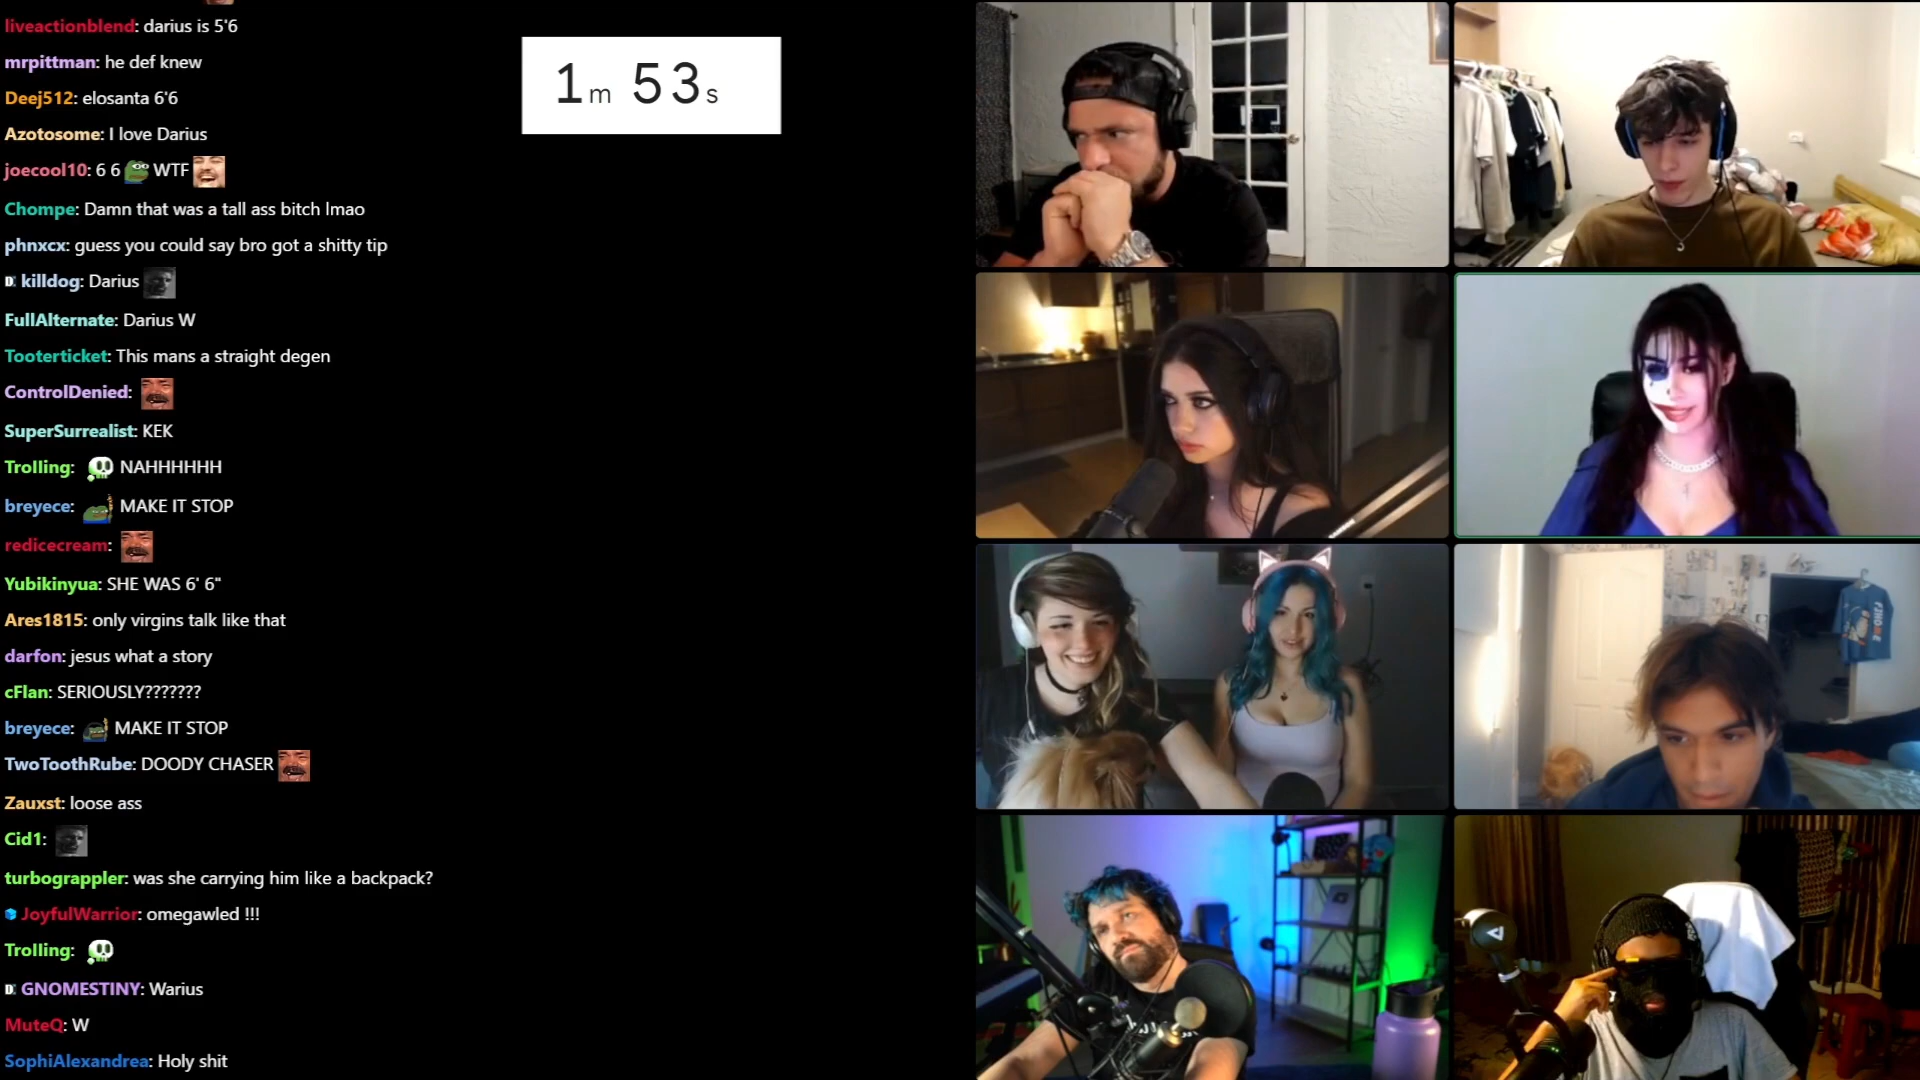 liveactionblend: darius is 5'6
mrpittman: he def knew
Deej512: elosanta 6'6
Azotosome: I love Darius
joecool10: 6 6 WTF
Chompe: Damn that was a tall ass bitch lmao
phnxcx: guess you could say bro got a shitty tip
D killdog: Darius
FullAlternate: Darius W
Tooterticket: This mans a straight degen
ControlDenied:
SuperSurrealist: KEK
Trolling: NAHHHHHH
breyece: MAKE IT STOP
redicecream:
Yubikinyua: SHE WAS 6' 6"
Ares1815: only virgins talk like that
darfon: jesus what a story
cFlan: SERIOUSLY???????
breyece: MAKE IT STOP
TwoToothRube: DOODY CHASER
Zauxst: loose ass
Cid1:
turbograppler: was she carrying him like a backpack?
JoyfulWarrior: omegawled !!!
Trolling:
D GNOMESTINY: Warius
MuteQ: W
SophiAlexandrea: Holy shit
1m 53s